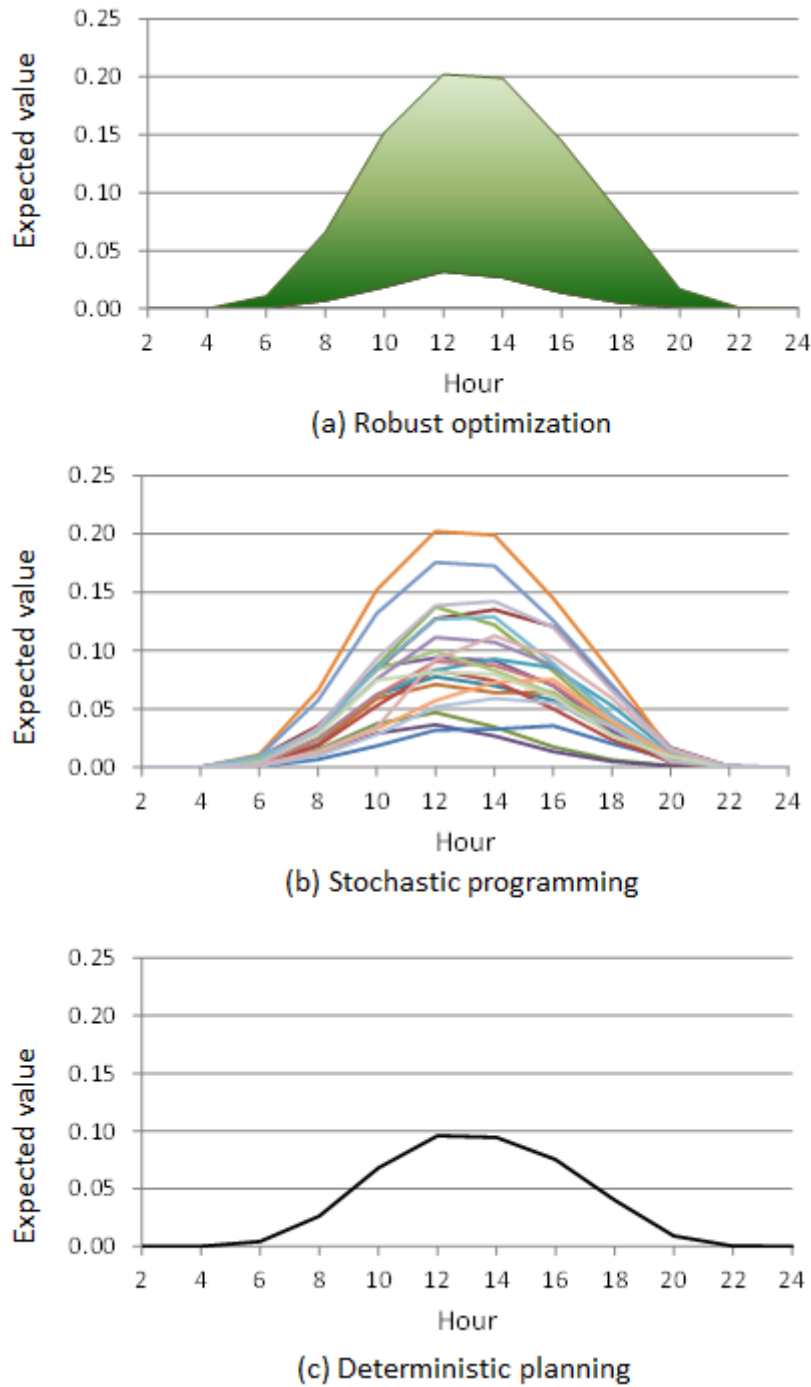 0.25
0.20
0.15
0.10
0.05
0.00
Expected value
2 4 6 8 10 12 14 16 18 20 22 24
Hour
(a) Robust optimization
0.25
0.20
0.15
0.10
0.05
0.00
Expected value
2 4 6 8 10 12 14 16 18 20 22 24
Hour
(b) Stochastic programming
0.25
0.20
0.15
0.10
0.05
0.00
Expected value
2 4 6 8 10 12 14 16 18 20 22 24
Hour
(c) Deterministic planning